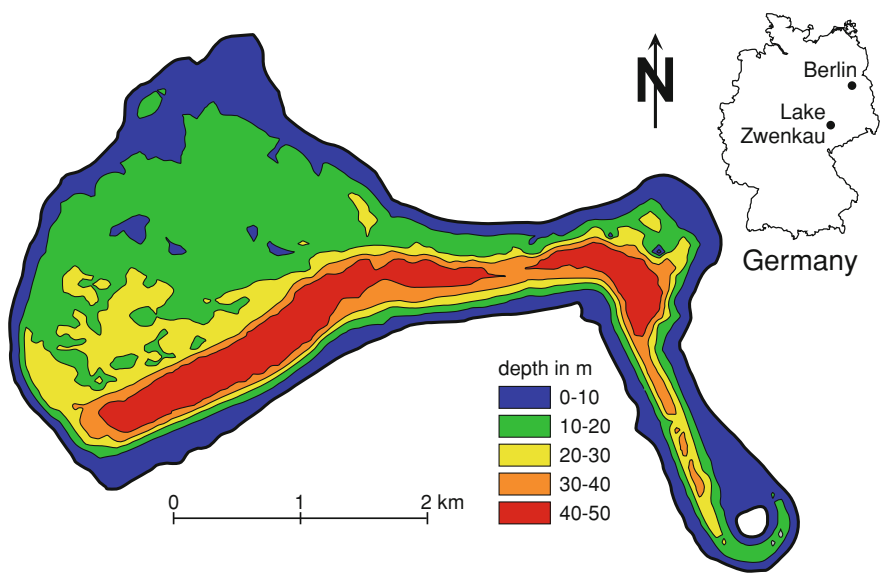 N
Berlin
Lake
Zwenkau
Germany
depth in m
0-10
10-20
20-30
30-40
40-50
0 1 2 km